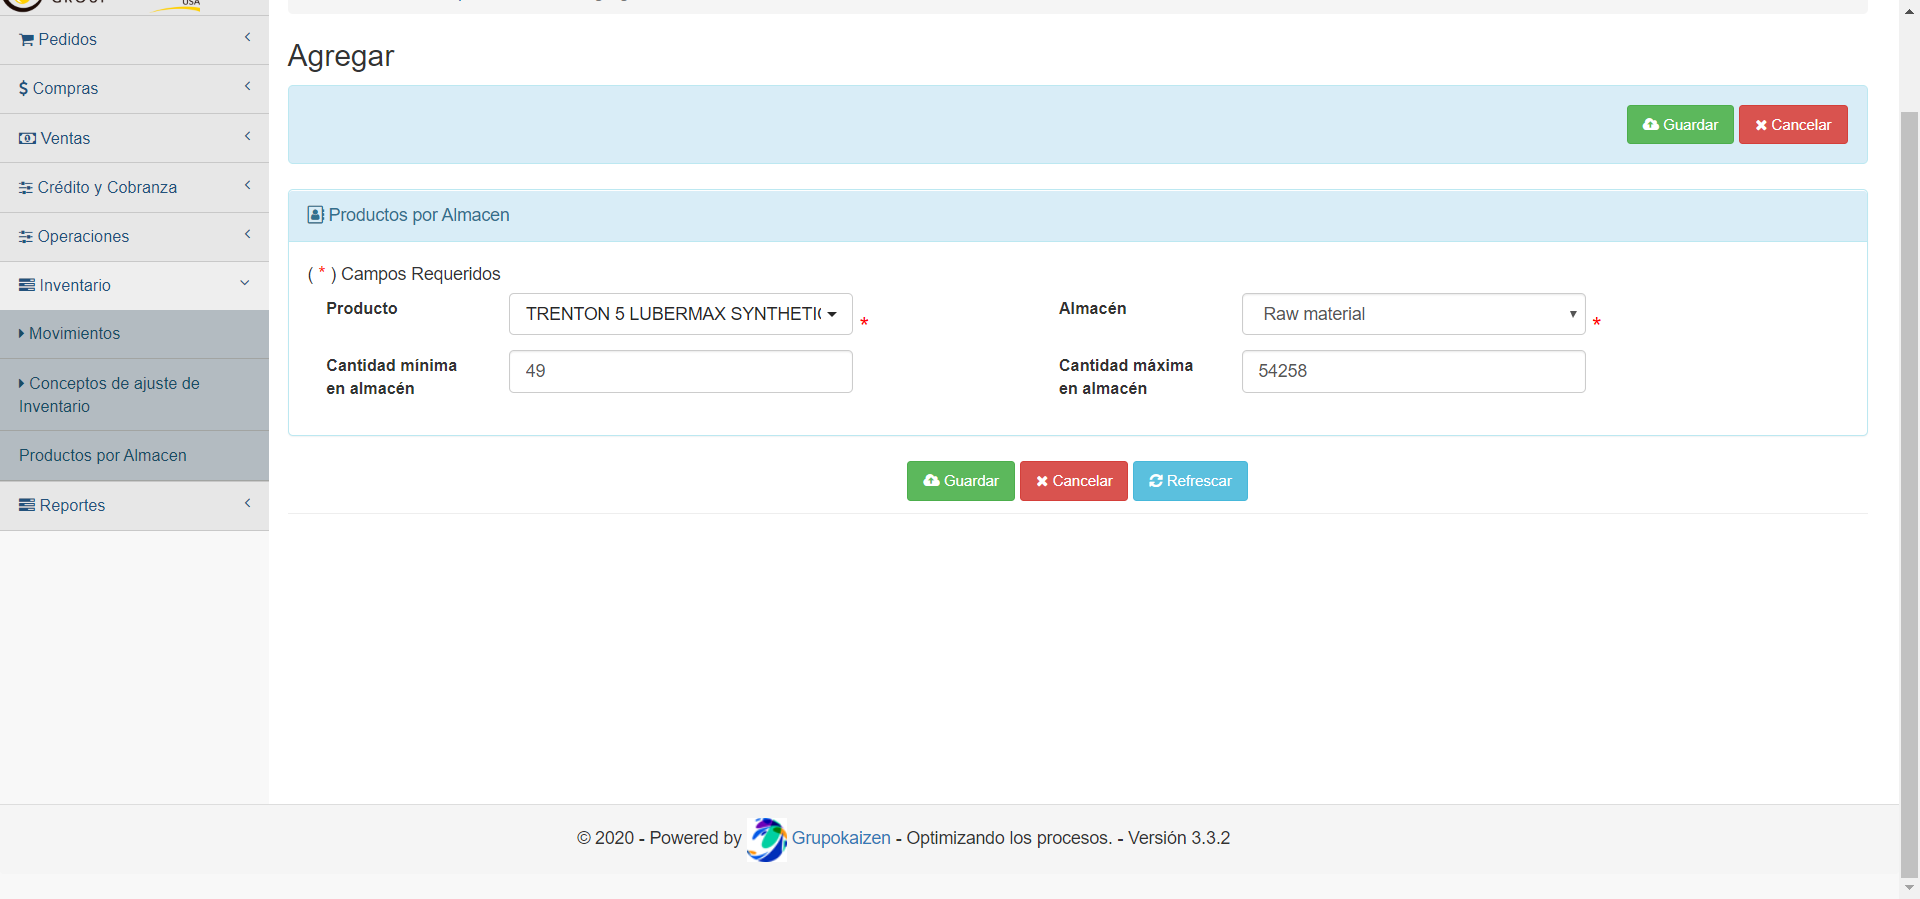 USA
Pedidos
Agregar
Compras
Guardar
Cancelar
Ventas
Crédito y Cobranza
Productos por Almacen
Operaciones
( * ) Campos Requeridos
Inventario
Producto
TRENTON 5 LUBERMAX SYNTHETI
*
Almacén
Raw material
*
Movimientos
Cantidad mínima
en almacén
49
Cantidad máxima
en almacén
54258
Conceptos de ajuste de
Inventario
Productos por Almacen
Guardar
Cancelar
Refrescar
Reportes
© 2020 - Powered by Grupokaizen - Optimizando los procesos. - Versión 3.3.2